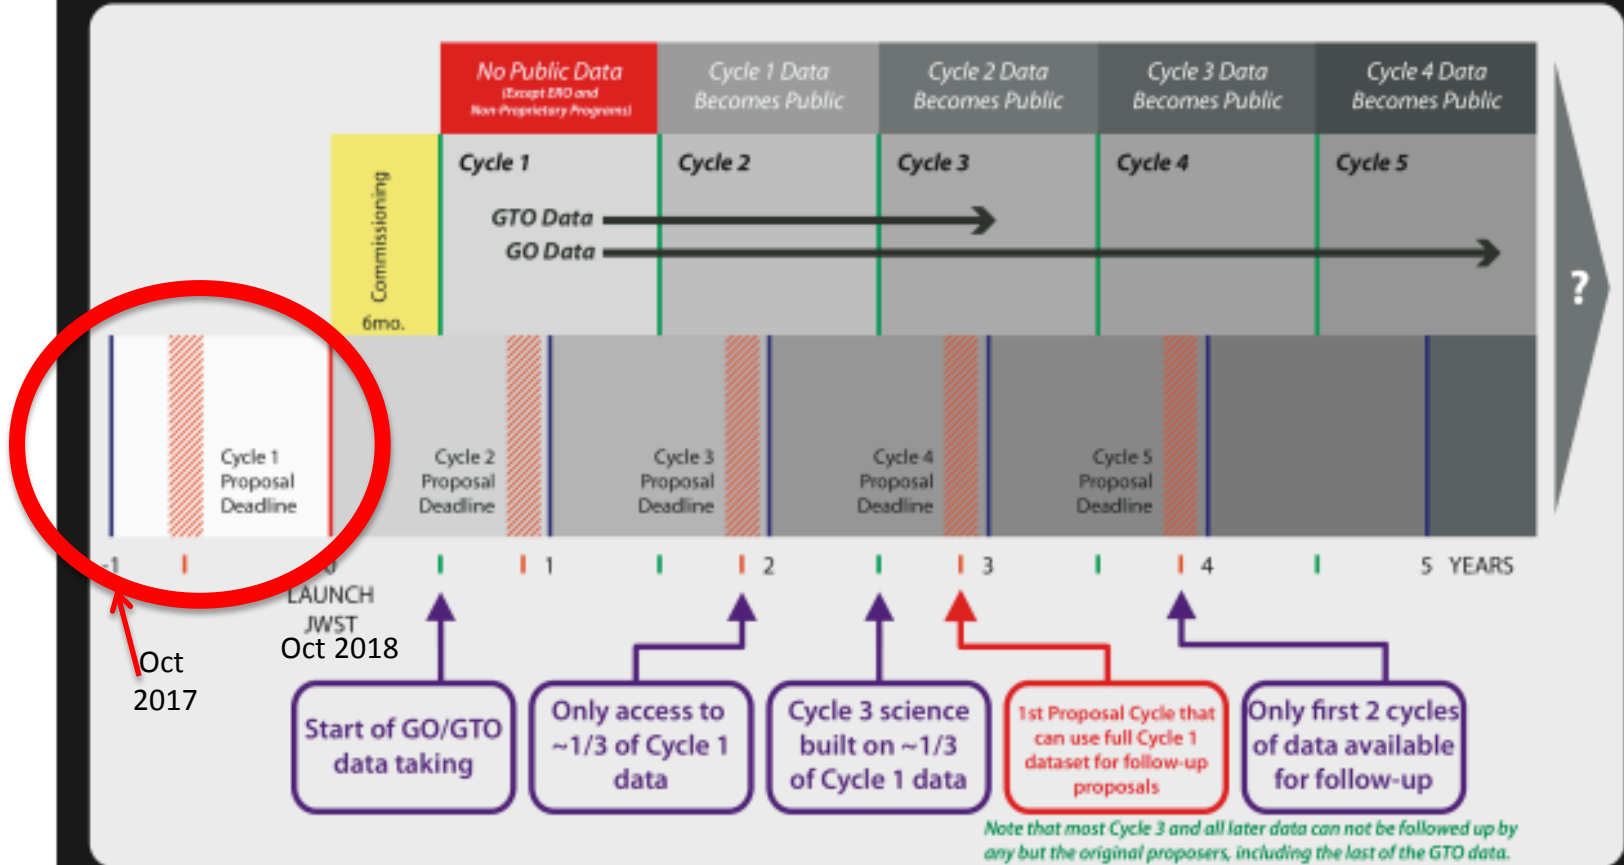 No Public Data
(Except ERO and
Non-Proprietary Programs)
Cycle 1 Data
Becomes Public
Cycle 2 Data
Becomes Public
Cycle 3 Data
Becomes Public
Cycle 4 Data
Becomes Public
Commissioning
6mo.
Cycle 1
Cycle 2
Cycle 3
Cycle 4
Cycle 5
GTO Data
GO Data
?
Cycle 1
Proposal
Deadline
Cycle 2
Proposal
Deadline
Cycle 3
Proposal
Deadline
Cycle 4
Proposal
Deadline
Cycle 5
Proposal
Deadline
-1
0
1
2
3
4
5 YEARS
LAUNCH
JWST
Oct 2018
Oct
2017
Start of GO/GTO
data taking
Only access to
~1/3 of Cycle 1
data
Cycle 3 science
built on ~1/3
of Cycle 1 data
1st Proposal Cycle that
can use full Cycle 1
dataset for follow-up
proposals
Only first 2 cycles
of data available
for follow-up
Note that most Cycle 3 and all later data can not be followed up by
any but the original proposers, including the last of the GTO data.